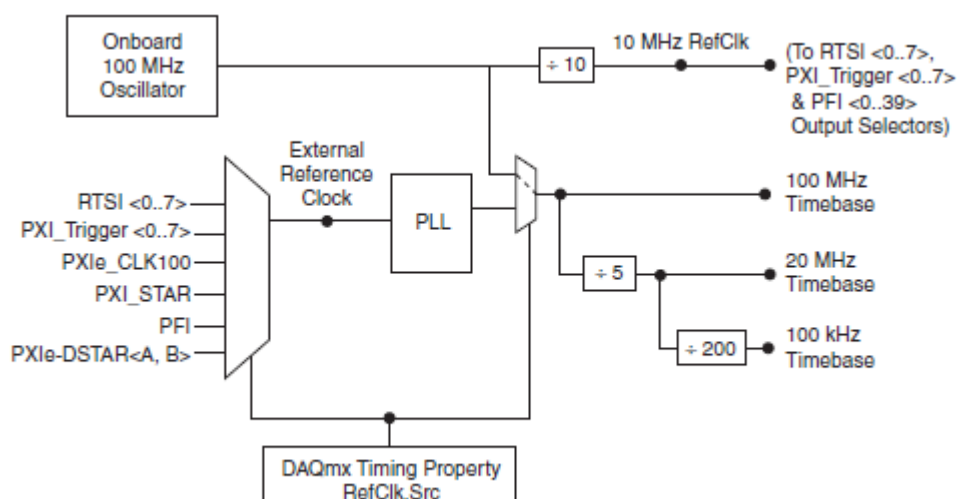 Onboard
100 MHz
Oscillator
÷ 10
10 MHz RefClk
(To RTSI <0..7>,
PXI_Trigger <0..7>
& PFI <0..39>
Output Selectors)
External
Reference
Clock
RTSI <0..7>
PXI_Trigger <0..7>
PXIe_CLK100
PXI_STAR
PFI
PXIe-DSTAR<A, B>
PLL
100 MHz
Timebase
÷ 5
20 MHz
Timebase
÷ 200
100 kHz
Timebase
DAQmx Timing Property
RefClk.Src